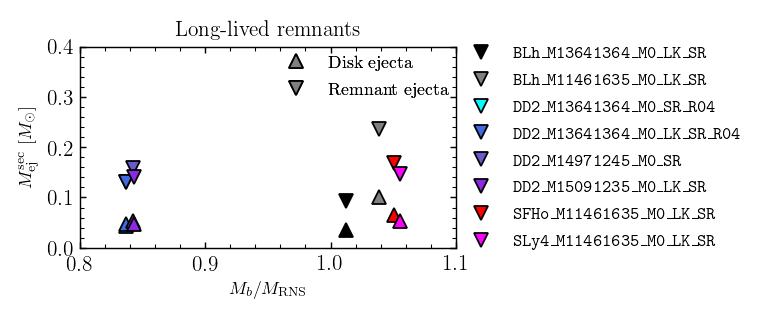 Long-lived remnants
0.4
0.3
0.2
0.1
0.0
M_ej^sec [M_⊙]
Disk ejecta
Remnant ejecta
0.8 0.9 1.0 1.1
M_b/M_RNS
BLh_M13641364_M0_LK_SR
BLh_M11461635_M0_LK_SR
DD2_M13641364_M0_SR_R04
DD2_M13641364_M0_LK_SR_R04
DD2_M14971245_M0_SR
DD2_M15091235_M0_LK_SR
SFHo_M11461635_M0_LK_SR
SLy4_M11461635_M0_LK_SR